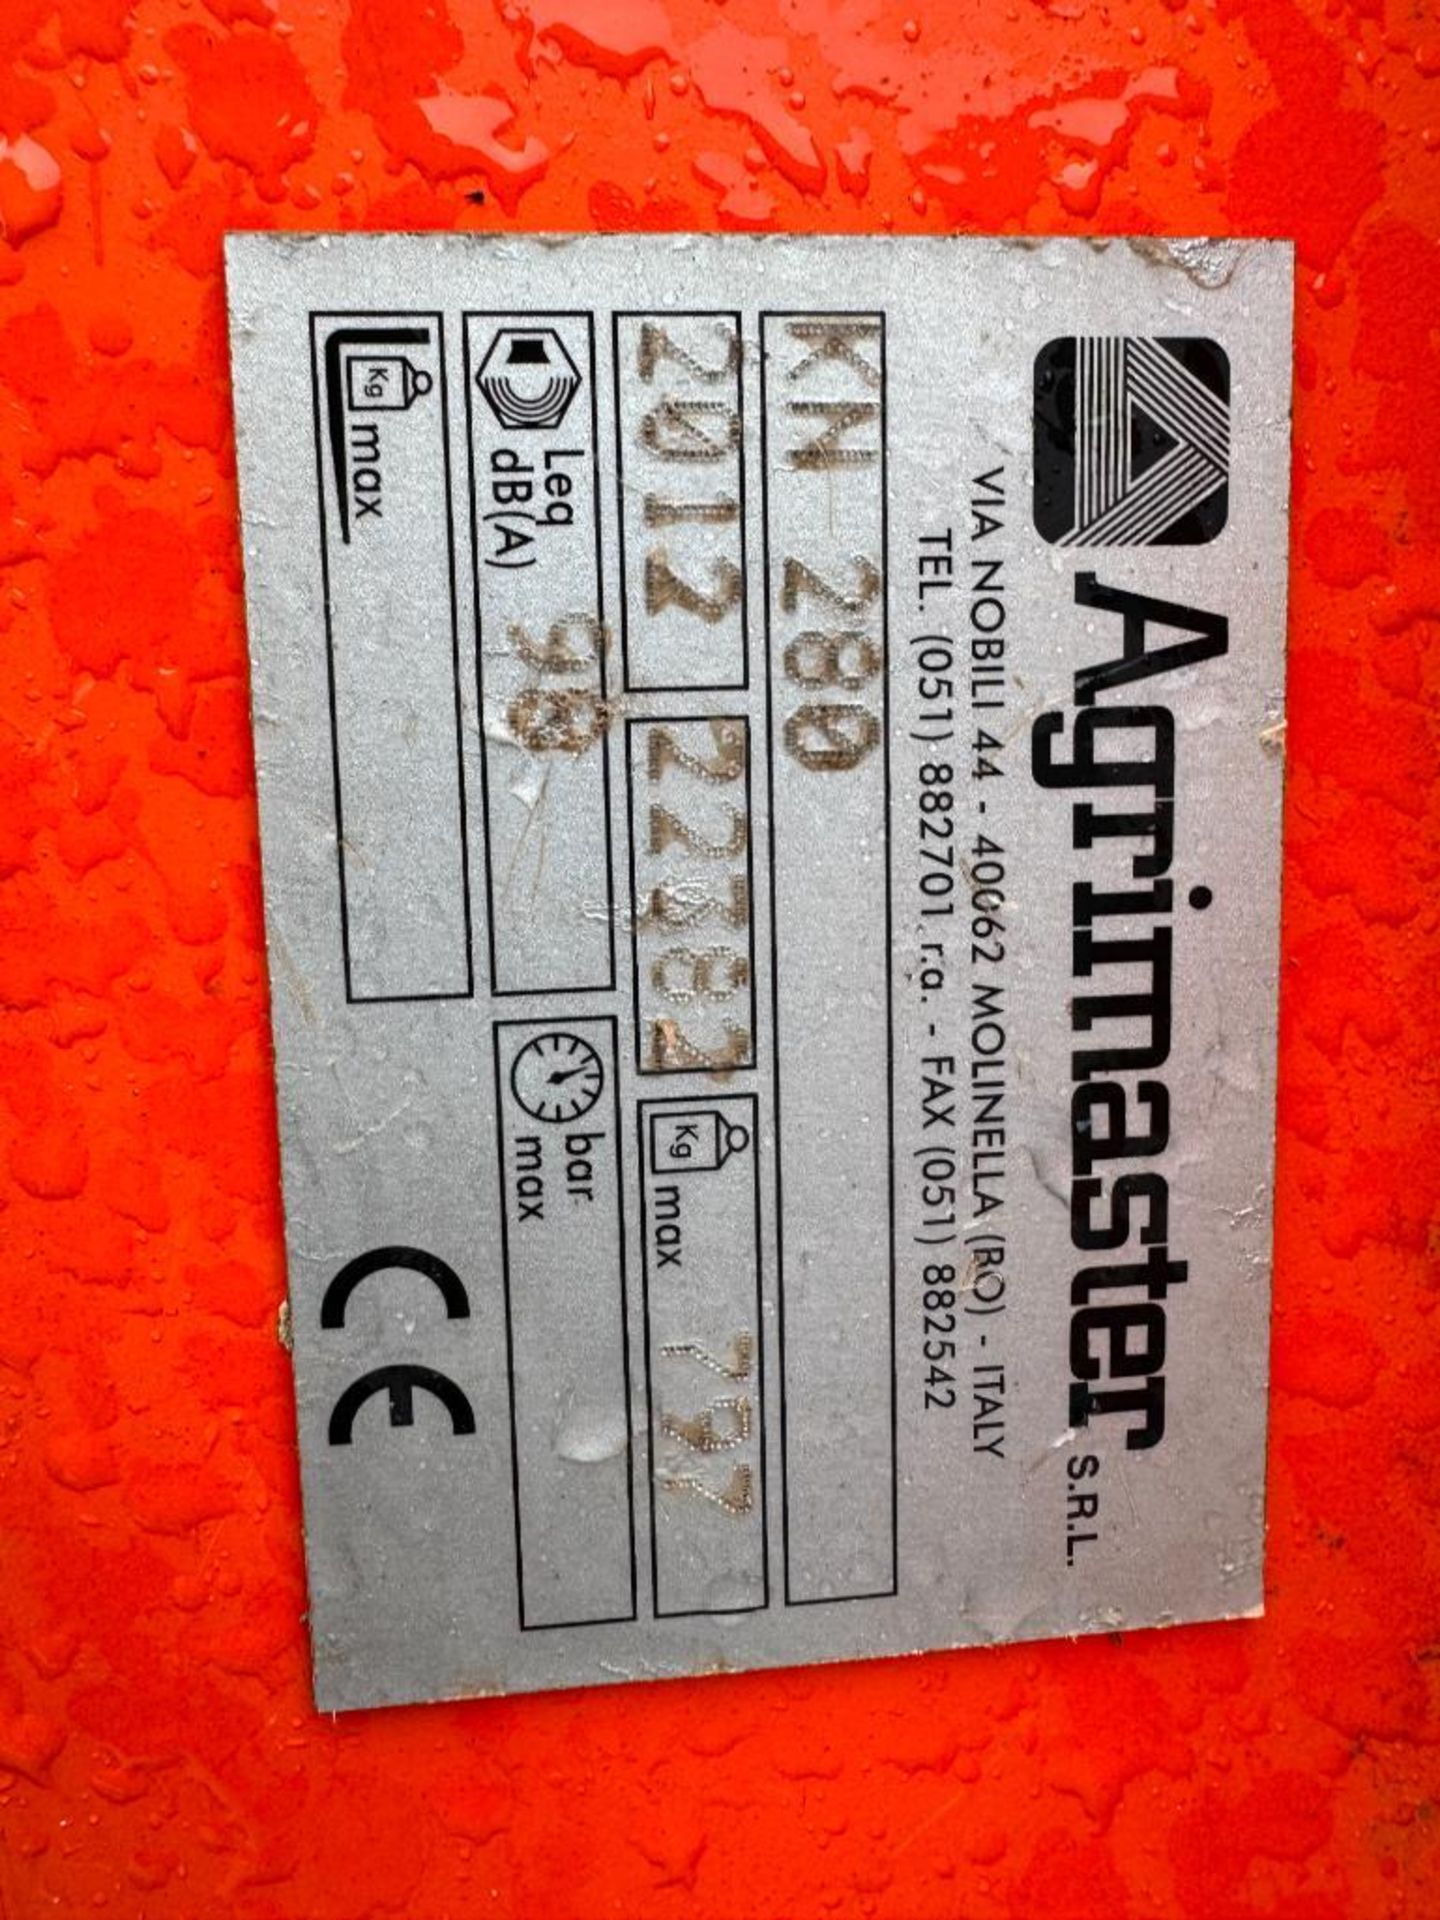 Agrimaster S.R.L.
VIA NOBILI 44 - 40062 MOLINELLA (BO) - ITALY
TEL. (051) 882701 r.a. - FAX (051) 882542
KN 280
2012
Kg max 797
Leq dB(A) 98
bar max
Kg max
CE